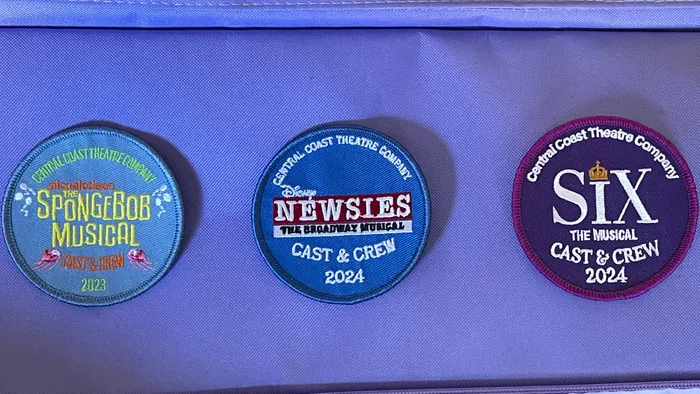 CENTRAL COAST THEATRE COMPANY
nickelodeon
THE
SPONGEBOB
MUSICAL
CAST & CREW
2023
CENTRAL COAST THEATRE COMPANY
Disney
NEWSIES
THE BROADWAY MUSICAL
CAST & CREW
2024
Central Coast Theatre Company
SIX
THE MUSICAL
CAST & CREW
2024